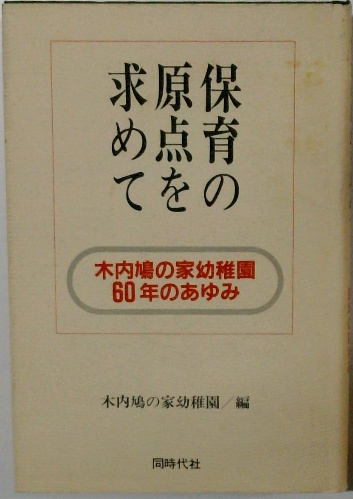 保育の
原点を
求めて
木内鳩の家幼稚園
60年のあゆみ
木内鳩の家幼稚園／編
同時代社